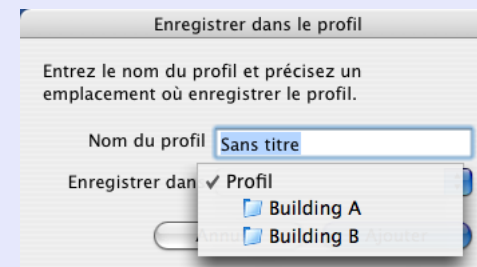 Enregistrer dans le profil
Entrez le nom du profil et précisez un
emplacement où enregistrer le profil.
Nom du profil Sans titre
Enregistrer dan ✓ Profil
Building A
Building B